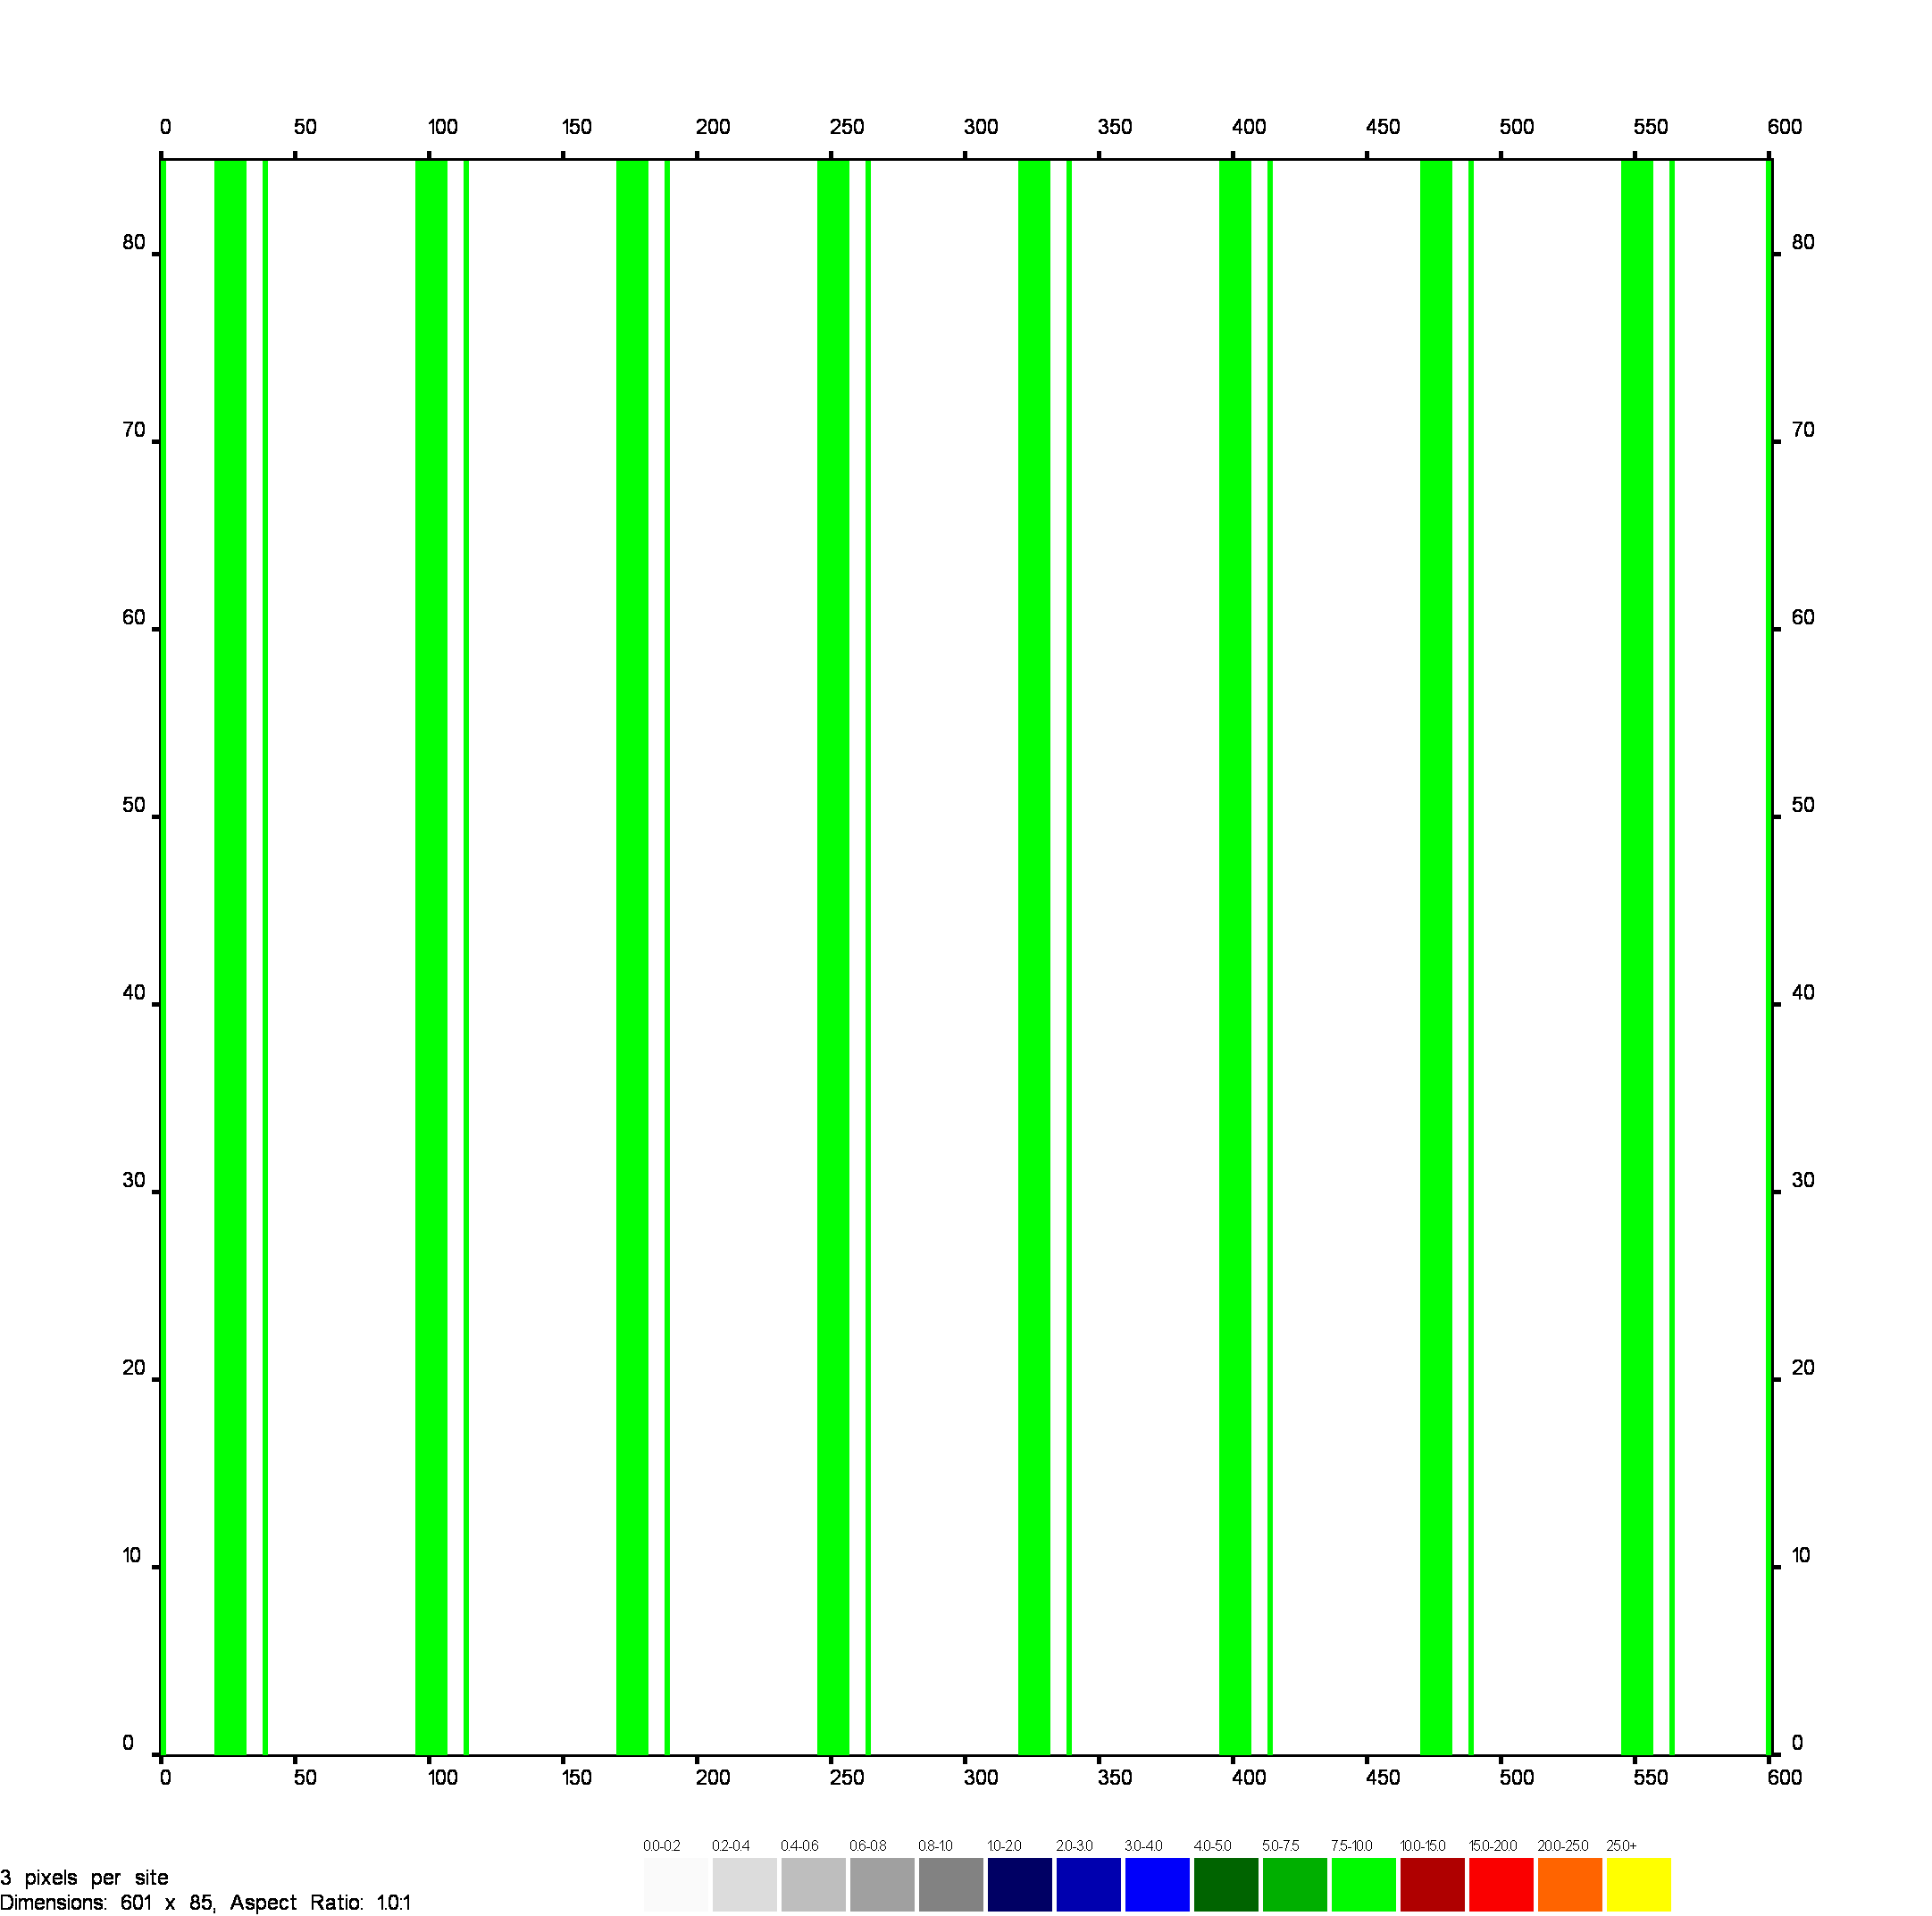 0 50 100 150 200 250 300 350 400 450 500 550 600
80 80
70 70
60 60
50 50
40 40
30 30
20 20
10 10
0 0
0 50 100 150 200 250 300 350 400 450 500 550 600
0.0-0.2 0.2-0.4 0.4-0.6 0.6-0.8 0.8-1.0 1.0-2.0 2.0-3.0 3.0-4.0 4.0-5.0 5.0-7.5 7.5-10.0 10.0-15.0 15.0-20.0 20.0-25.0 25.0+
3 pixels per site
Dimensions: 601 x 85, Aspect Ratio: 1.0:1